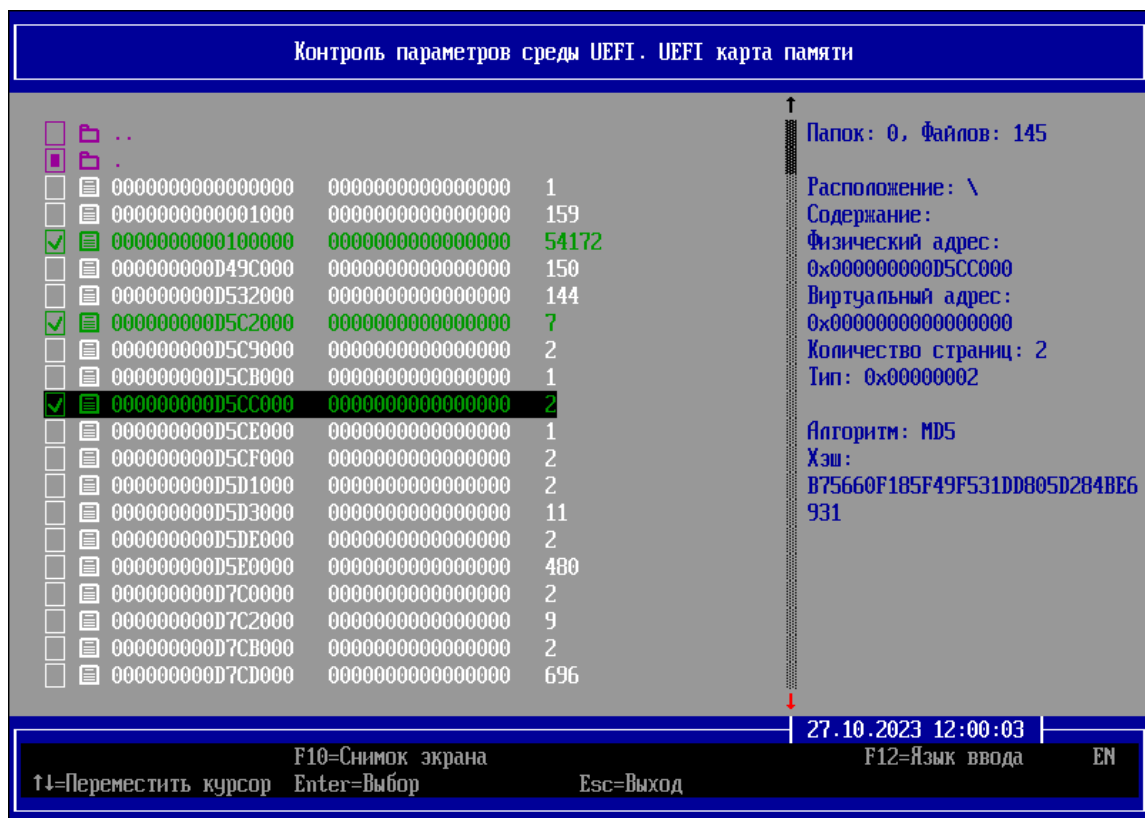 Контроль параметров среды UEFI. UEFI карта памяти
↑
..
.
0000000000000000 0000000000000000 1
0000000000001000 0000000000000000 159
0000000000100000 0000000000000000 54172
000000000D49C000 0000000000000000 150
000000000D532000 0000000000000000 144
000000000D5C2000 0000000000000000 7
000000000D5C9000 0000000000000000 2
000000000D5CB000 0000000000000000 1
000000000D5CC000 0000000000000000 2
000000000D5CE000 0000000000000000 1
000000000D5CF000 0000000000000000 2
000000000D5D1000 0000000000000000 2
000000000D5D3000 0000000000000000 11
000000000D5DE000 0000000000000000 2
000000000D5E0000 0000000000000000 480
000000000D7C0000 0000000000000000 2
000000000D7C2000 0000000000000000 9
000000000D7CB000 0000000000000000 2
000000000D7CD000 0000000000000000 696
↓
Папок: 0, Файлов: 145
Расположение: \
Содержание:
Физический адрес:
0x000000000D5CC000
Виртуальный адрес:
0x0000000000000000
Количество страниц: 2
Тип: 0x00000002
Алгоритм: MD5
Хэш:
B75660F185F49F531DD805D284BE6
931
27.10.2023 12:00:03
F10=Снимок экрана F12=Язык ввода EN
↑↓=Переместить курсор Enter=Выбор Esc=Выход